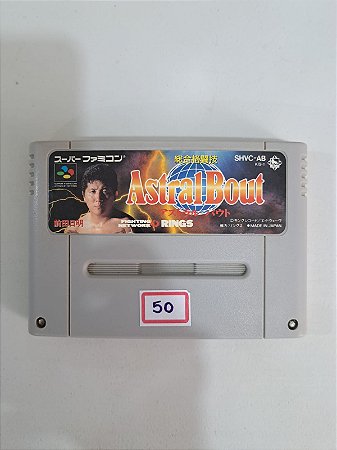 スーパーファミコン
総合格闘技
SHVC-AB
Astral Bout
アストラルバウト
前田日明
FIGHTING
NETWORK
RINGS
MADE IN JAPAN
50